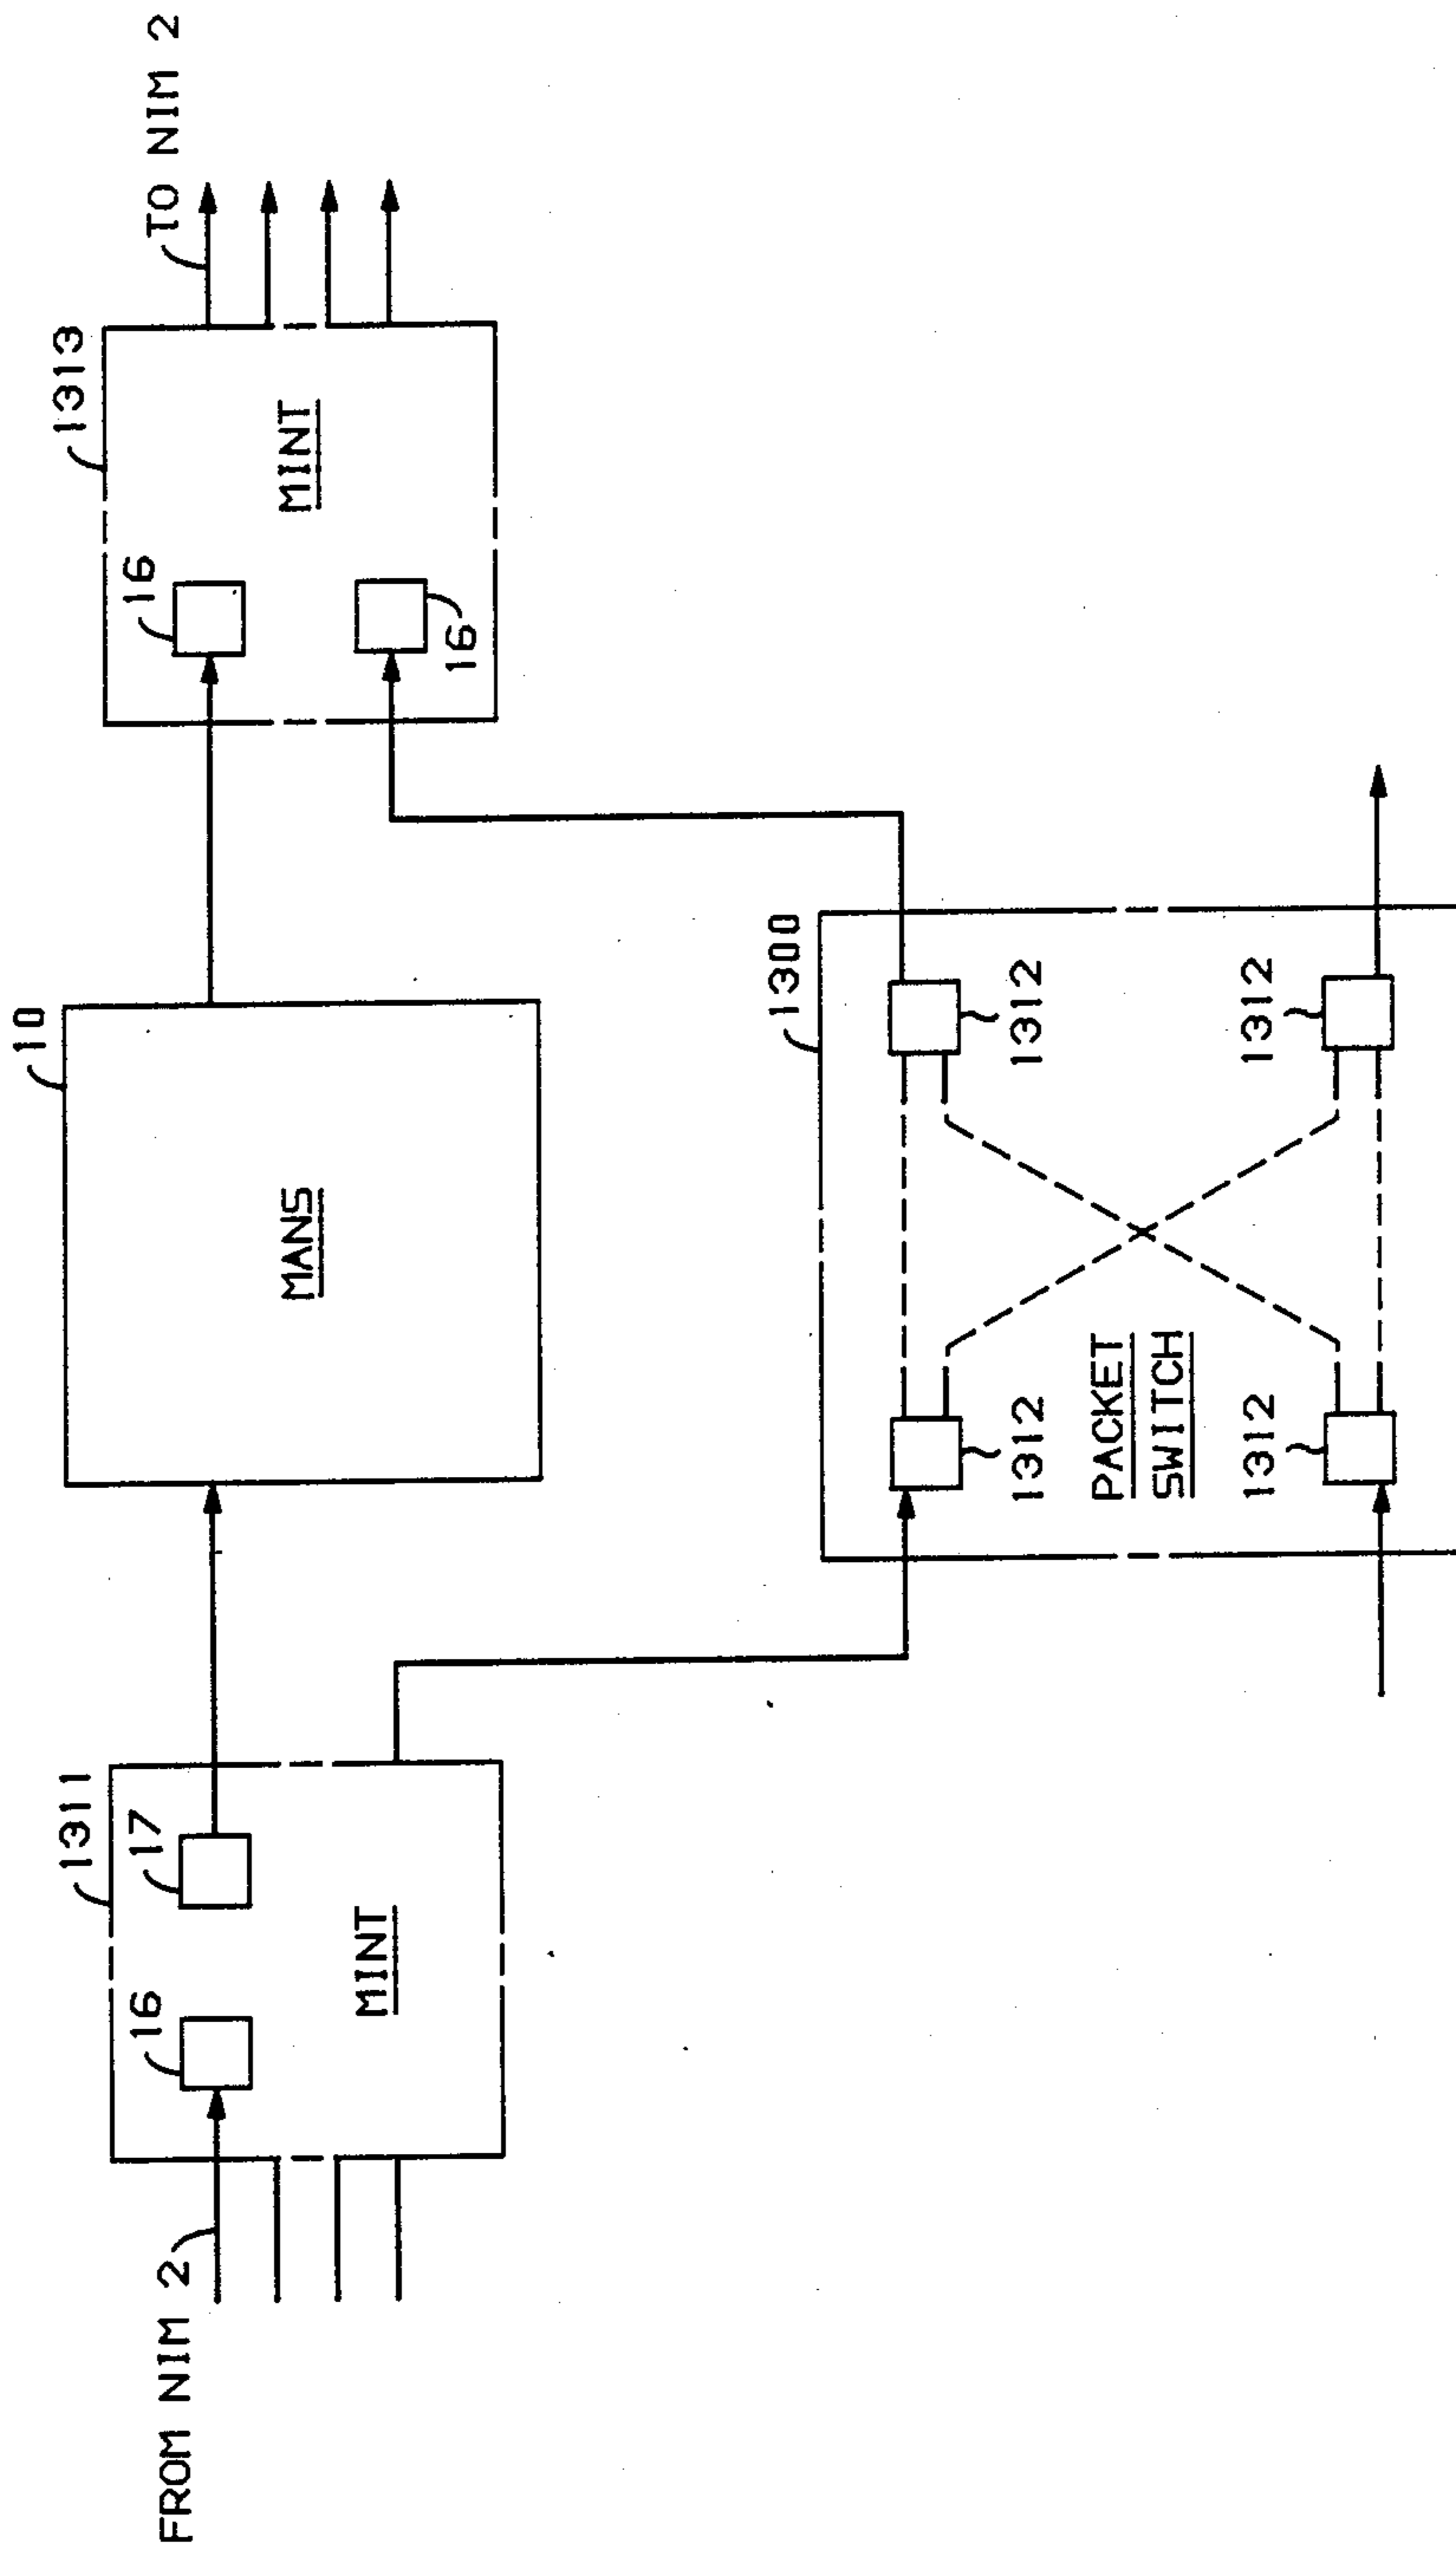 FROM NIM 2
16
17
1311
MINT
10
MANS
16
16
1313
MINT
TO NIM 2
1300
1312
1312
PACKET
SWITCH
1312
1312